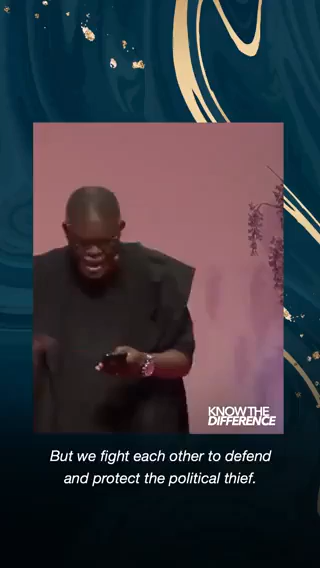 KNOW THE
DIFFERENCE
But we fight each other to defend
and protect the political thief.